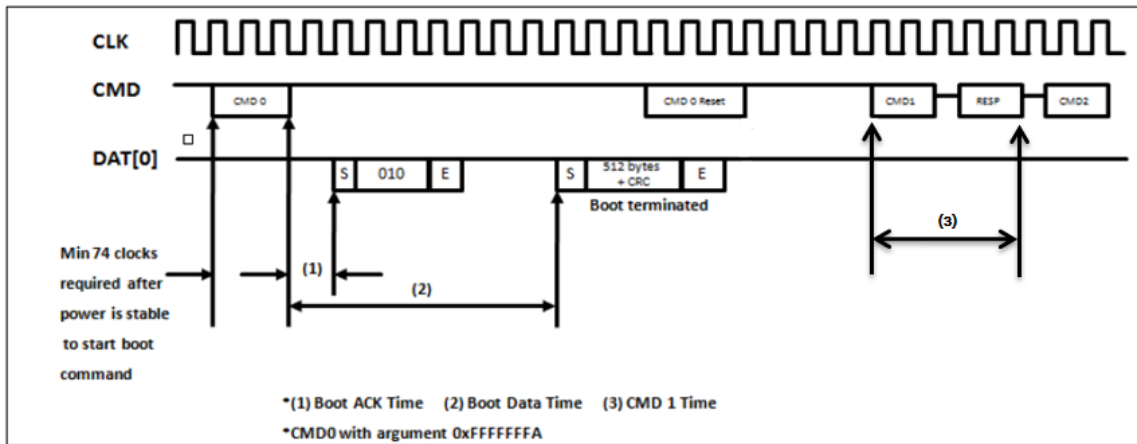 CLK
CMD
CMD 0
CMD 0 Reset
CMD1
RESP
CMD2
DAT[0]
S
010
E
S
512 bytes
+ CRC
E
Boot terminated
(3)
Min 74 clocks
required after
power is stable
to start boot
command
(1)
(2)
*(1) Boot ACK Time (2) Boot Data Time (3) CMD 1 Time
*CMD0 with argument 0xFFFFFFFA